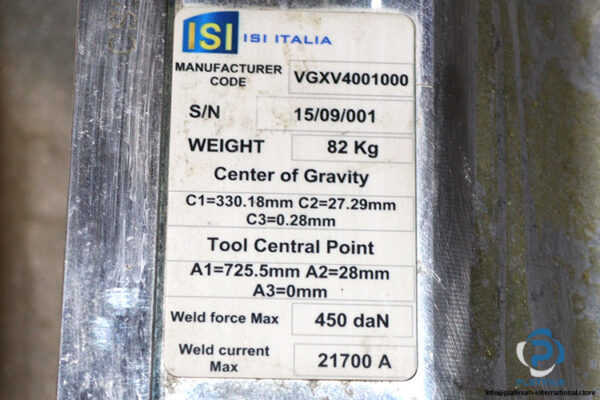 ISI ISI ITALIA
MANUFACTURER CODE VGXV4001000
S/N 15/09/001
WEIGHT 82 Kg
Center of Gravity
C1=330.18mm C2=27.29mm
C3=0.28mm
Tool Central Point
A1=725.5mm A2=28mm
A3=0mm
Weld force Max 450 daN
Weld current Max 21700 A
Info@platinum-international.store